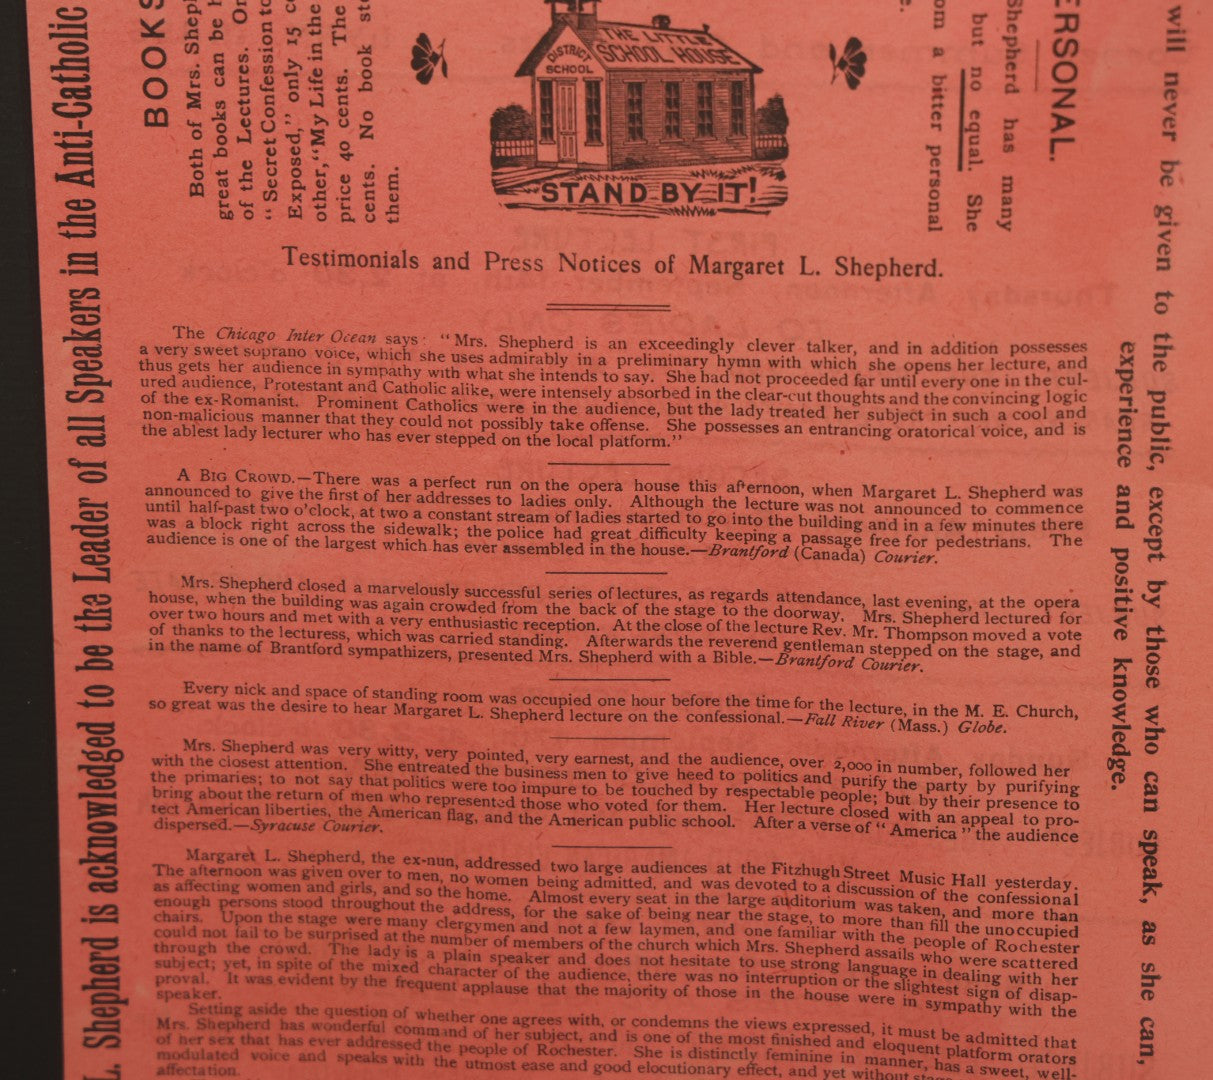 L. Shepherd is acknowledged to be the Leader of all Speakers in the Anti-Catholic
BOOKS
Both of Mrs. Shep
great books can be
of the Lectures. On
"Secret Confession to
Exposed," only 15 c
other, "My Life in the
price 40 cents. The
cents. No book st
them.
THE LITTLE
SCHOOL HOUSE
DISTRICT
SCHOOL
STAND BY IT!
ERSONAL.
Shepherd has many
but no equal. She
om a bitter personal
e.
will never be given to the public, except by those who can speak, as she can,
experience and positive knowledge.
Testimonials and Press Notices of Margaret L. Shepherd.
The Chicago Inter Ocean says: "Mrs. Shepherd is an exceedingly clever talker, and in addition possesses
a very sweet soprano voice, which she uses admirably in a preliminary hymn with which she opens her lecture, and
thus gets her audience in sympathy with what she intends to say. She had not proceeded far until every one in the cul-
ured audience, Protestant and Catholic alike, were intensely absorbed in the clear-cut thoughts and the convincing logic
of the ex-Romanist. Prominent Catholics were in the audience, but the lady treated her subject in such a cool and
non-malicious manner that they could not possibly take offense. She possesses an entrancing oratorical voice, and is
the ablest lady lecturer who has ever stepped on the local platform."
A BIG CROWD.—There was a perfect run on the opera house this afternoon, when Margaret L. Shepherd was
announced to give the first of her addresses to ladies only. Although the lecture was not announced to commence
until half-past two o'clock, at two a constant stream of ladies started to go into the building and in a few minutes there
was a block right across the sidewalk; the police had great difficulty keeping a passage free for pedestrians. The
audience is one of the largest which has ever assembled in the house.—Brantford (Canada) Courier.
Mrs. Shepherd closed a marvelously successful series of lectures, as regards attendance, last evening, at the opera
house, when the building was again crowded from the back of the stage to the doorway. Mrs. Shepherd lectured for
over two hours and met with a very enthusiastic reception. At the close of the lecture Rev. Mr. Thompson moved a vote
of thanks to the lecturess, which was carried standing. Afterwards the reverend gentleman stepped on the stage, and
in the name of Brantford sympathizers, presented Mrs. Shepherd with a Bible.—Brantford Courier.
Every nick and space of standing room was occupied one hour before the time for the lecture, in the M. E. Church,
so great was the desire to hear Margaret L. Shepherd lecture on the confessional.—Fall River (Mass.) Globe.
Mrs. Shepherd was very witty, very pointed, very earnest, and the audience, over 2,000 in number, followed her
with the closest attention. She entreated the business men to give heed to politics and purify the party by purifying
the primaries; to not say that politics were too impure to be touched by respectable people; but by their presence to
bring about the return of men who represented those who voted for them. Her lecture closed with an appeal to pro-
tect American liberties, the American flag, and the American public school. After a verse of "America" the audience
dispersed.—Syracuse Courier.
Margaret L. Shepherd, the ex-nun, addressed two large audiences at the Fitzhugh Street Music Hall yesterday.
The afternoon was given over to men, no women being admitted, and was devoted to a discussion of the confessional
as affecting women and girls, and so the home. Almost every seat in the large auditorium was taken, and more than
enough persons stood throughout the address, for the sake of being near the stage, to more than fill the unoccupied
chairs. Upon the stage were many clergymen and not a few laymen, and one familiar with the people of Rochester
could not fail to be surprised at the number of members of the church which Mrs. Shepherd assails who were scattered
through the crowd. The lady is a plain speaker and does not hesitate to use strong language in dealing with her
subject; yet, in spite of the mixed character of the audience, there was no interruption or the slightest sign of disap-
proval. It was evident by the frequent applause that the majority of those in the house were in sympathy with the
speaker.
Setting aside the question of whether one agrees with, or condemns the views expressed, it must be admitted that
Mrs. Shepherd has wonderful command of her subject, and is one of the most finished and eloquent platform orators
of her sex that has ever addressed the people of Rochester. She is distinctly feminine in manner, has a sweet, well-
modulated voice and speaks with the utmost ease and good elocutionary effect, and yet without
affectation.